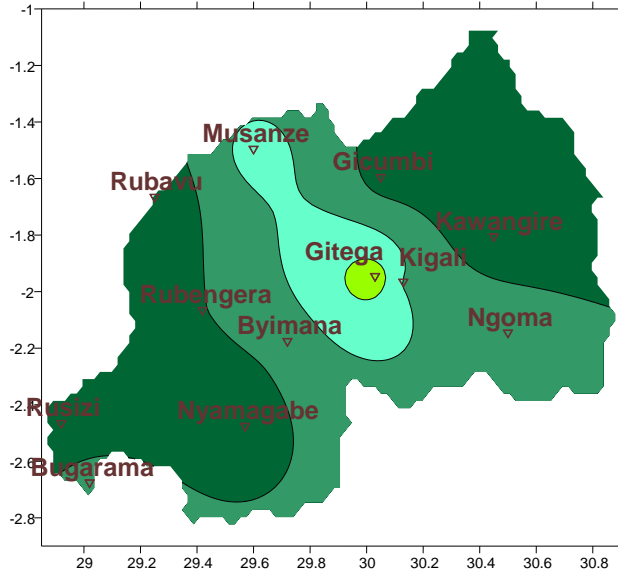 -1
-1.2
-1.4
Musanze
Gicumbi
-1.6
Rubavu
Kawangire
-1.8
Gitega
Kigali
-2
Rubengera
Byimana
Ngoma
-2.2
-2.4
Rusizi
Nyamagabe
-2.6
Bugarama
-2.8
29 29.2 29.4 29.6 29.8 30.0 30.2 30.4 30.6 30.8